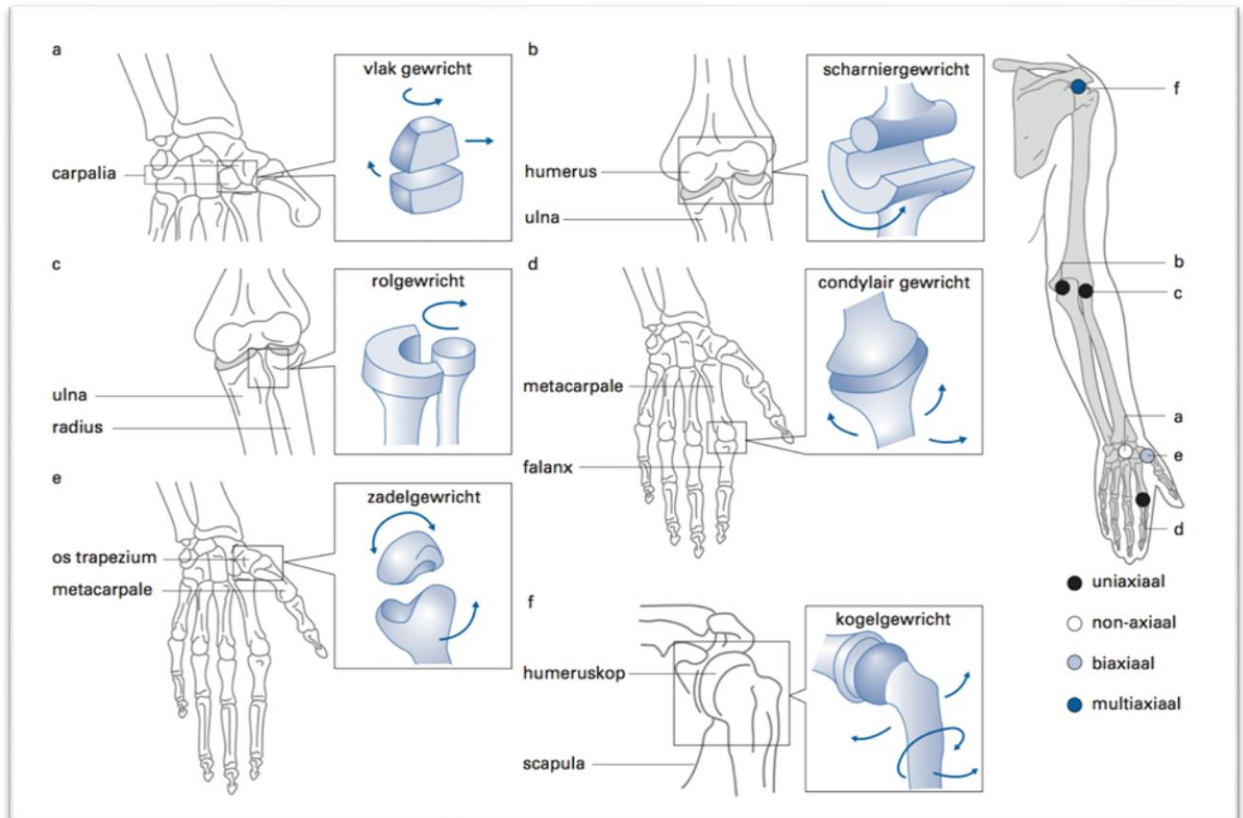 a
vlak gewricht
carpalia
b
scharniergewricht
humerus
ulna
c
rolgewricht
ulna
radius
d
condylair gewricht
metacarpale
falanx
e
zadelgewricht
os trapezium
metacarpale
f
kogelgewricht
humeruskop
scapula
f
b
c
a
e
d
uniaxiaal
non-axiaal
biaxiaal
multiaxiaal